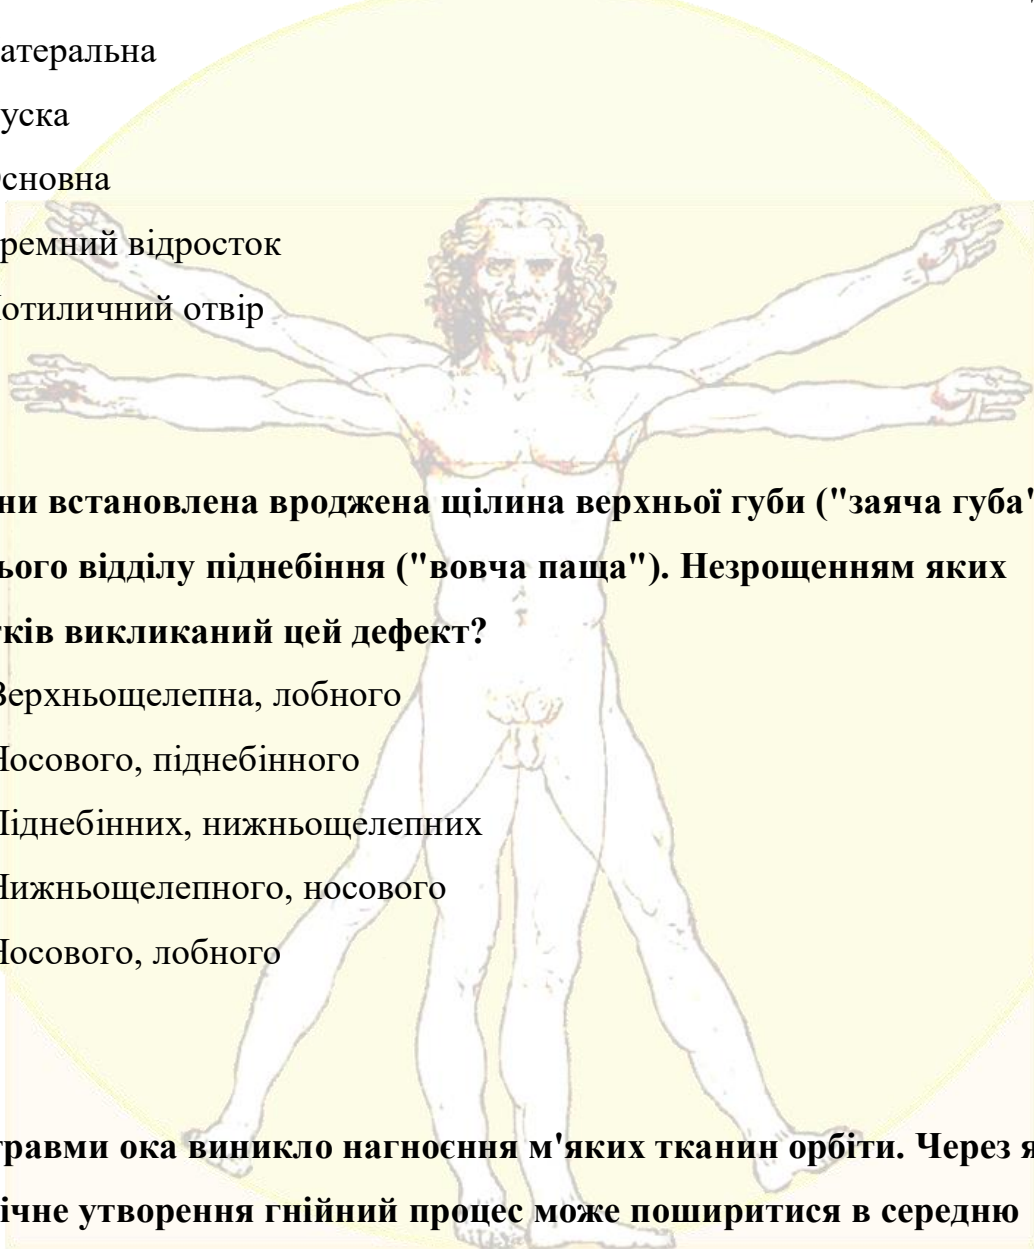 атеральна
уска
сновна
ремний відросток
отиличний отвір
ни встановлена вроджена щілина верхньої губи ("заяча губа"
ього відділу піднебіння ("вовча паща"). Незрощенням яких
ків викликаний цей дефект?
Верхньощелепна, лобного
Носового, піднебінного
Піднебінних, нижньощелепних
Нижньощелепного, носового
Носового, лобного
травми ока виникло нагноєння м'яких тканин орбіти. Через я
ічне утворення гнійний процес може поширитися в середню